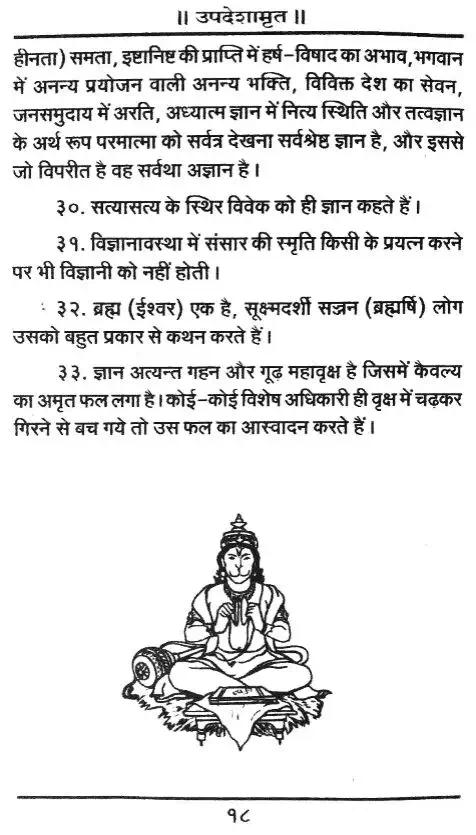 ॥ उपदेशामृत ॥
हीनता) समता, इष्टानिष्ट की प्राप्ति में हर्ष-विषाद का अभाव, भगवान
में अनन्य प्रयोजन वाली अनन्य भक्ति, विविक्त देश का सेवन,
जनसमुदाय में अरति, अध्यात्म ज्ञान में नित्य स्थिति और तत्वज्ञान
के अर्थ रूप परमात्मा को सर्वत्र देखना सर्वश्रेष्ठ ज्ञान है, और इससे
जो विपरीत है वह सर्वथा अज्ञान है ।
३०. सत्यासत्य के स्थिर विवेक को ही ज्ञान कहते हैं ।
३१. विज्ञानावस्था में संसार की स्मृति किसी के प्रयत्न करने
पर भी विज्ञानी को नहीं होती ।
३२. ब्रह्म (ईश्वर) एक है, सूक्ष्मदर्शी सज्जन (ब्रह्मर्षि) लोग
उसको बहुत प्रकार से कथन करते हैं ।
३३. ज्ञान अत्यन्त गहन और गूढ़ महावृक्ष है जिसमें कैवल्य
का अमृत फल लगा है । कोई-कोई विशेष अधिकारी ही वृक्ष में चढ़कर
गिरने से बच गये तो उस फल का आस्वादन करते हैं ।
१८